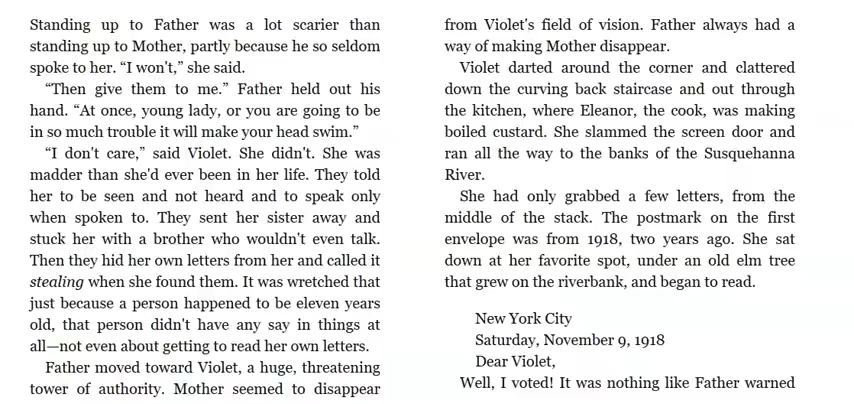 Standing up to Father was a lot scarier than
standing up to Mother, partly because he so seldom
spoke to her. “I won't,” she said.
“Then give them to me.” Father held out his
hand. “At once, young lady, or you are going to be
in so much trouble it will make your head swim.”
“I don't care,” said Violet. She didn't. She was
madder than she'd ever been in her life. They told
her to be seen and not heard and to speak only
when spoken to. They sent her sister away and
stuck her with a brother who wouldn't even talk.
Then they hid her own letters from her and called it
stealing when she found them. It was wretched that
just because a person happened to be eleven years
old, that person didn't have any say in things at
all—not even about getting to read her own letters.
Father moved toward Violet, a huge, threatening
tower of authority. Mother seemed to disappear
from Violet's field of vision. Father always had a
way of making Mother disappear.
Violet darted around the corner and clattered
down the curving back staircase and out through
the kitchen, where Eleanor, the cook, was making
boiled custard. She slammed the screen door and
ran all the way to the banks of the Susquehanna
River.
She had only grabbed a few letters, from the
middle of the stack. The postmark on the first
envelope was from 1918, two years ago. She sat
down at her favorite spot, under an old elm tree
that grew on the riverbank, and began to read.
New York City
Saturday, November 9, 1918
Dear Violet,
Well, I voted! It was nothing like Father warned